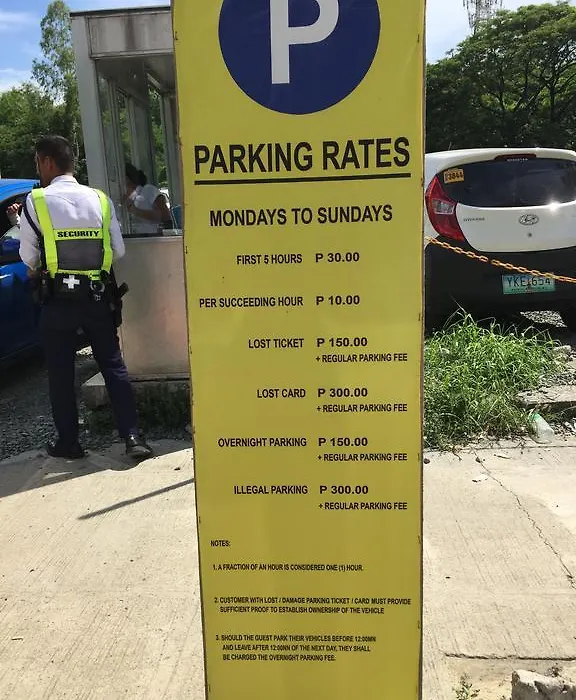 P
PARKING RATES
MONDAYS TO SUNDAYS
FIRST 5 HOURS P 30.00
PER SUCCEEDING HOUR P 10.00
LOST TICKET P 150.00
+ REGULAR PARKING FEE
LOST CARD P 300.00
+ REGULAR PARKING FEE
OVERNIGHT PARKING P 150.00
+ REGULAR PARKING FEE
ILLEGAL PARKING P 300.00
+ REGULAR PARKING FEE
NOTES:
1. A FRACTION OF AN HOUR IS CONSIDERED ONE (1) HOUR.
2. CUSTOMER WITH LOST / DAMAGE PARKING TICKET / CARD MUST PROVIDE
SUFFICIENT PROOF TO ESTABLISH OWNERSHIP OF THE VEHICLE
3. SHOULD THE GUEST PARK THEIR VEHICLES BEFORE 12:00MN
AND LEAVE AFTER 12:00NN OF THE NEXT DAY, THEY SHALL
BE CHARGED THE OVERNIGHT PARKING FEE.
SECURITY
YKE1654